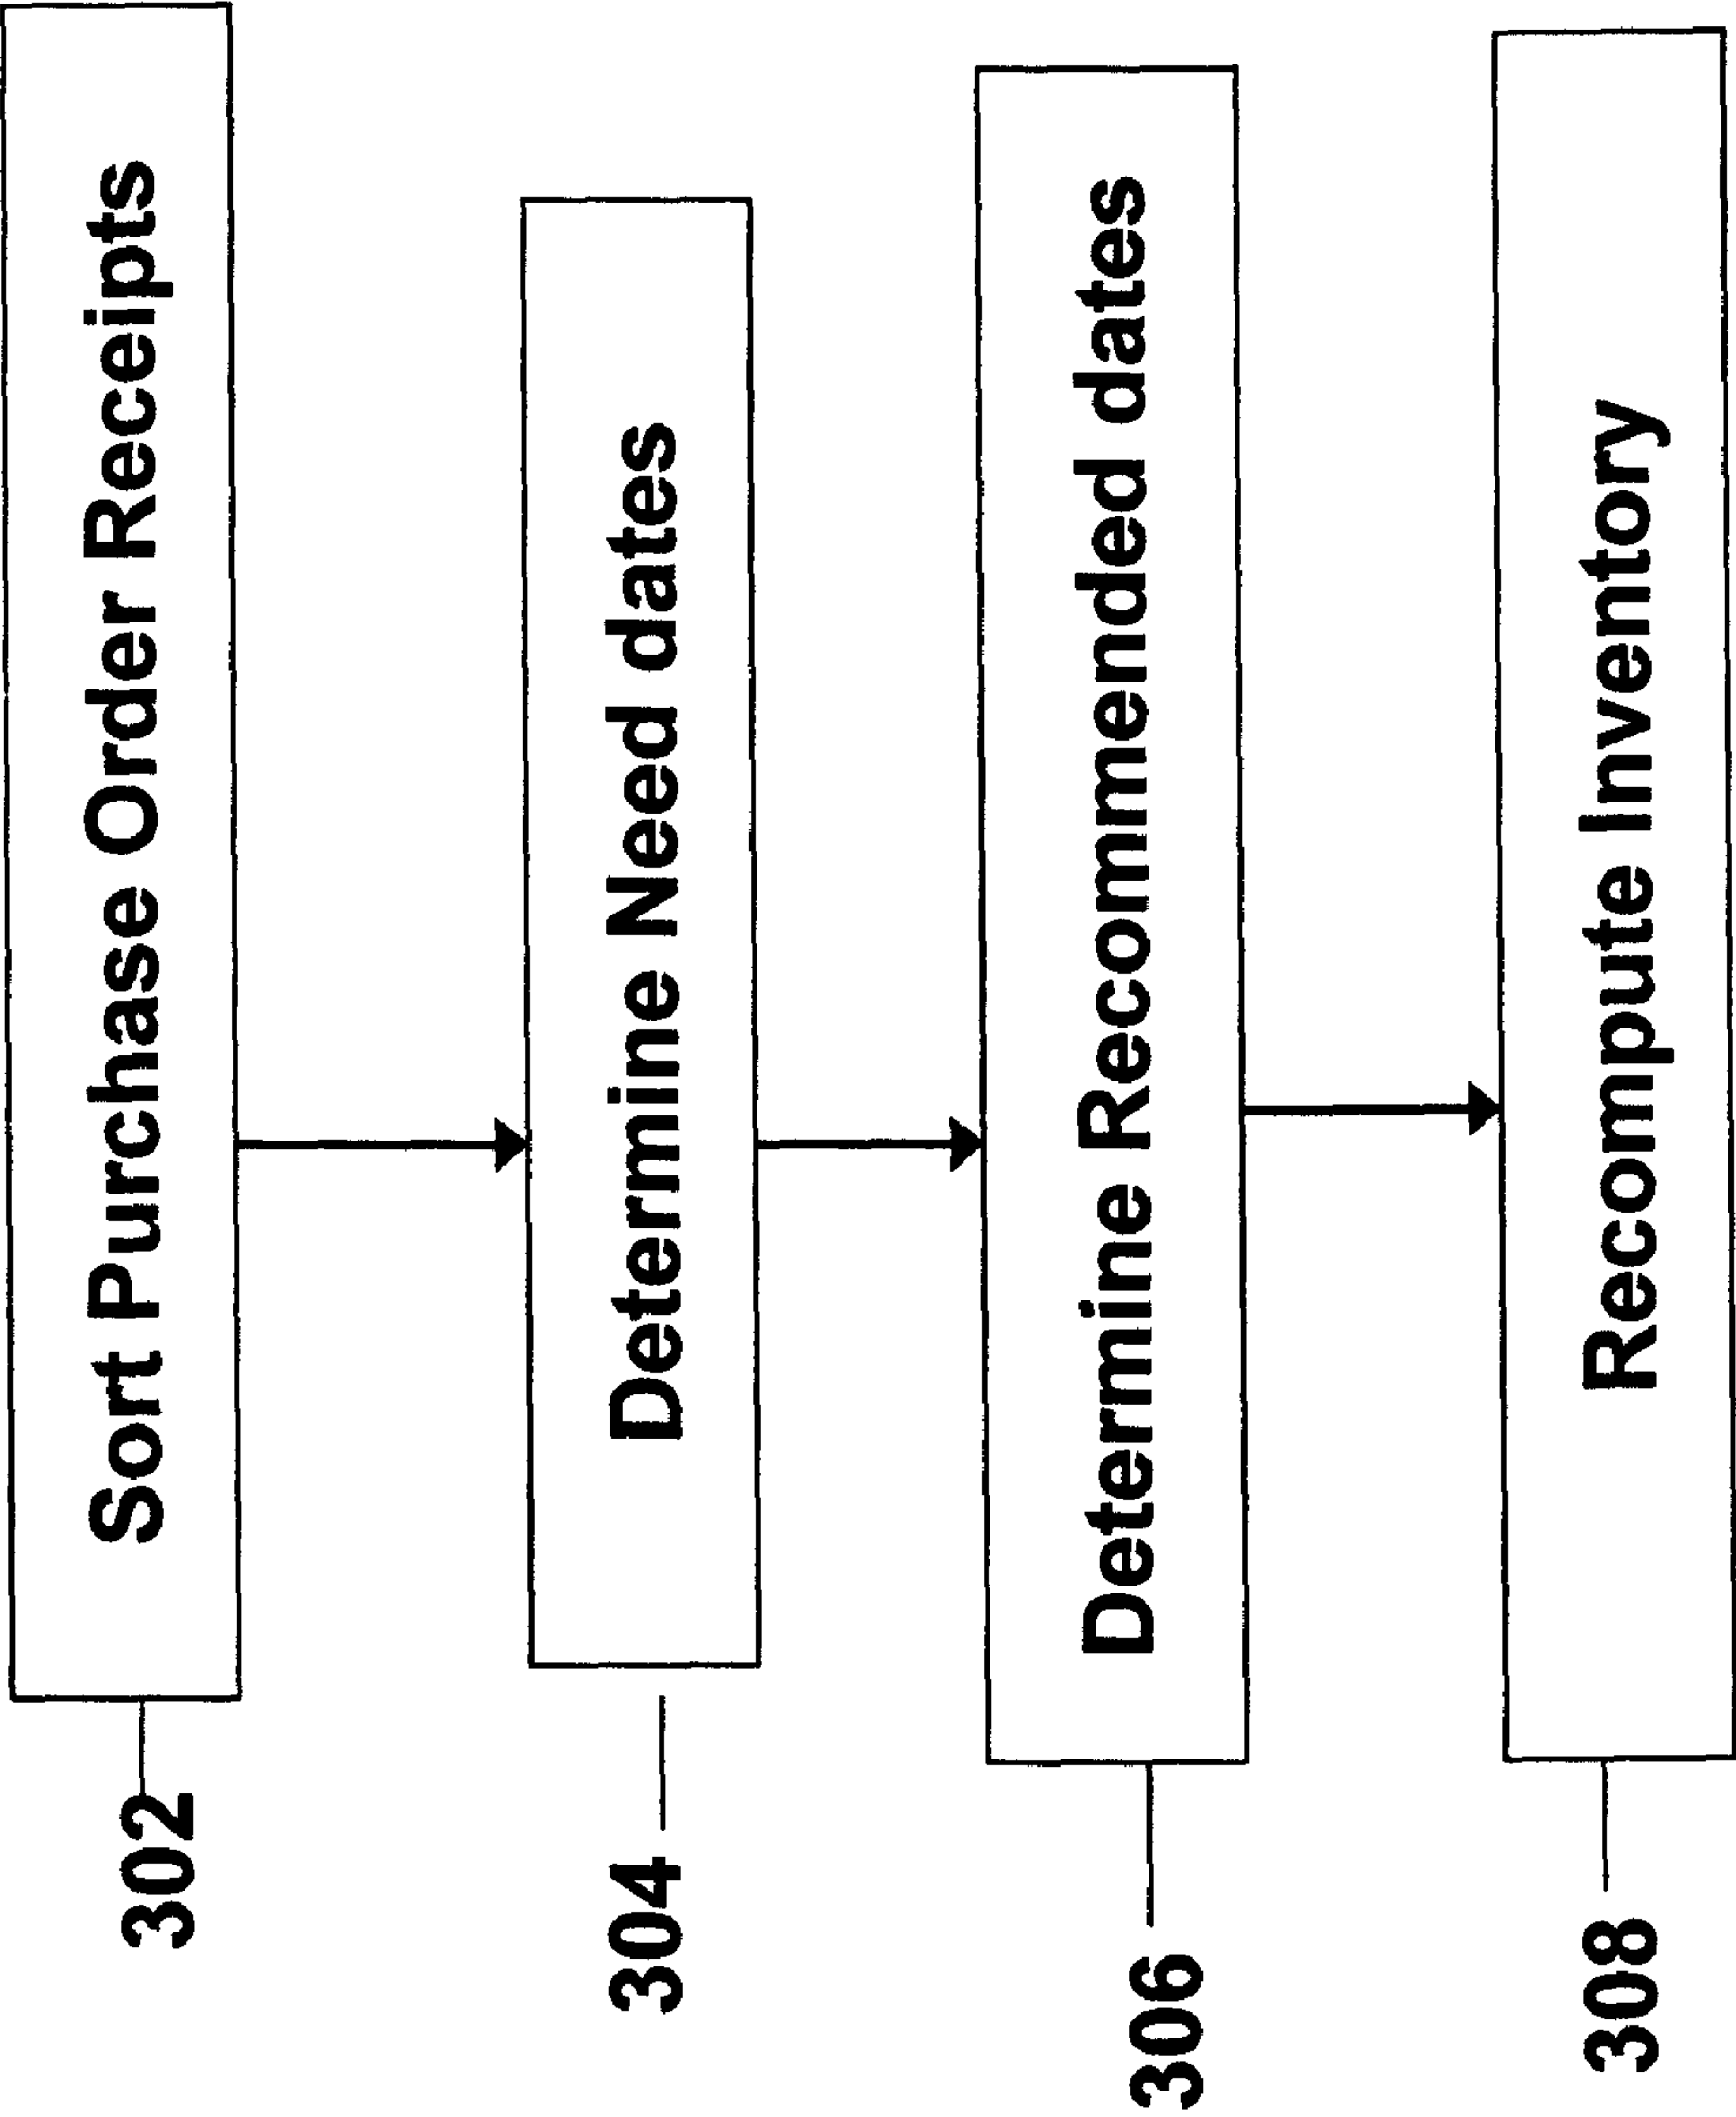 302
Sort Purchase Order Receipts
304
Determine Need dates
306
Determine Recommended dates
308
Recompute Inventory